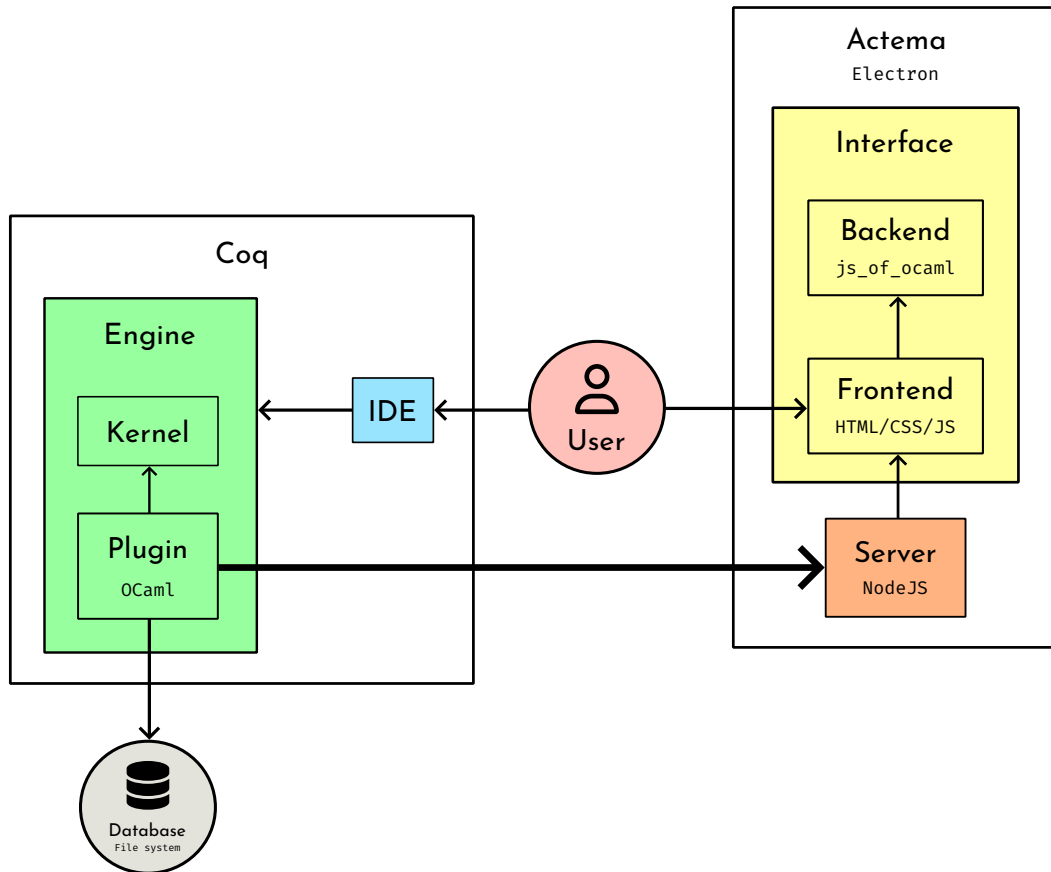 Actema
Electron
Interface
Backend
js_of_ocaml
Frontend
HTML/CSS/JS
Server
NodeJS
Coq
Engine
Kernel
Plugin
OCaml
IDE
User
Database
File system